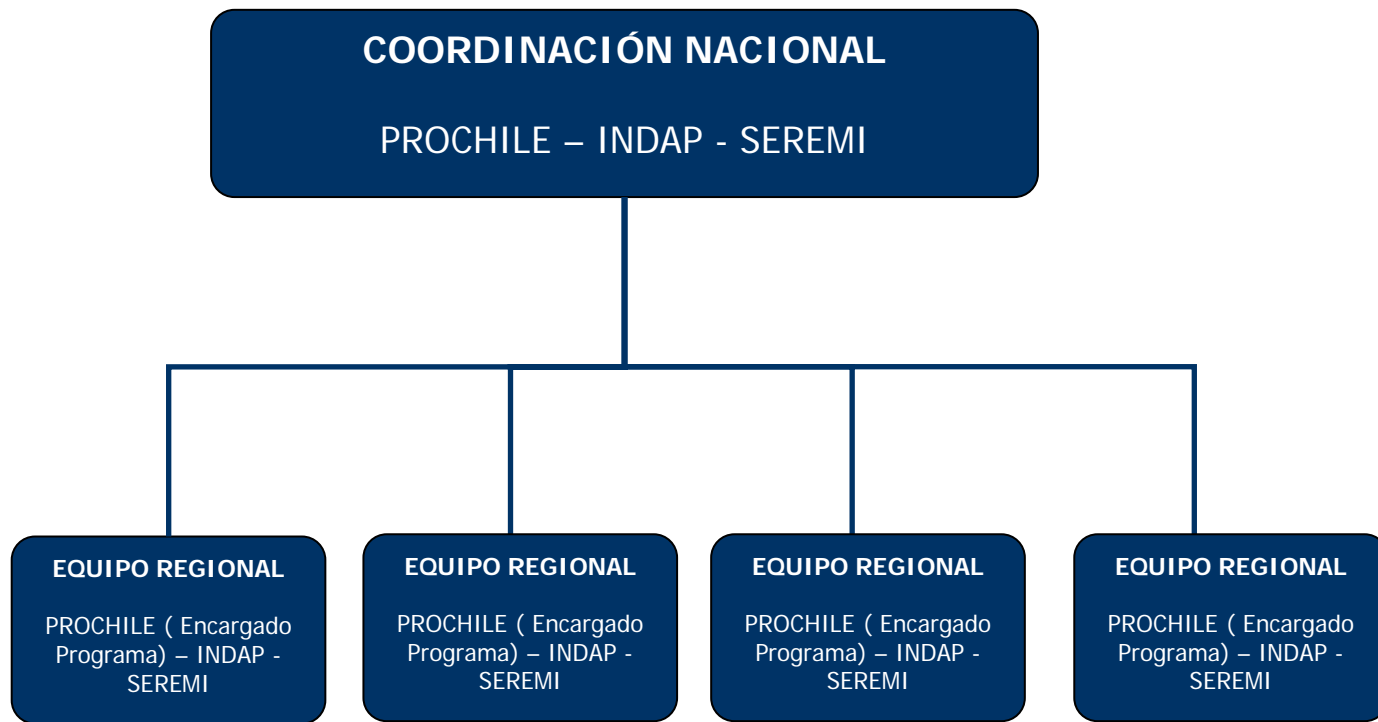 COORDINACIÓN NACIONAL
PROCHILE – INDAP - SEREMI
EQUIPO REGIONAL
PROCHILE ( Encargado
Programa) – INDAP -
SEREMI
EQUIPO REGIONAL
PROCHILE ( Encargado
Programa) – INDAP -
SEREMI
EQUIPO REGIONAL
PROCHILE ( Encargado
Programa) – INDAP -
SEREMI
EQUIPO REGIONAL
PROCHILE ( Encargado
Programa) – INDAP -
SEREMI